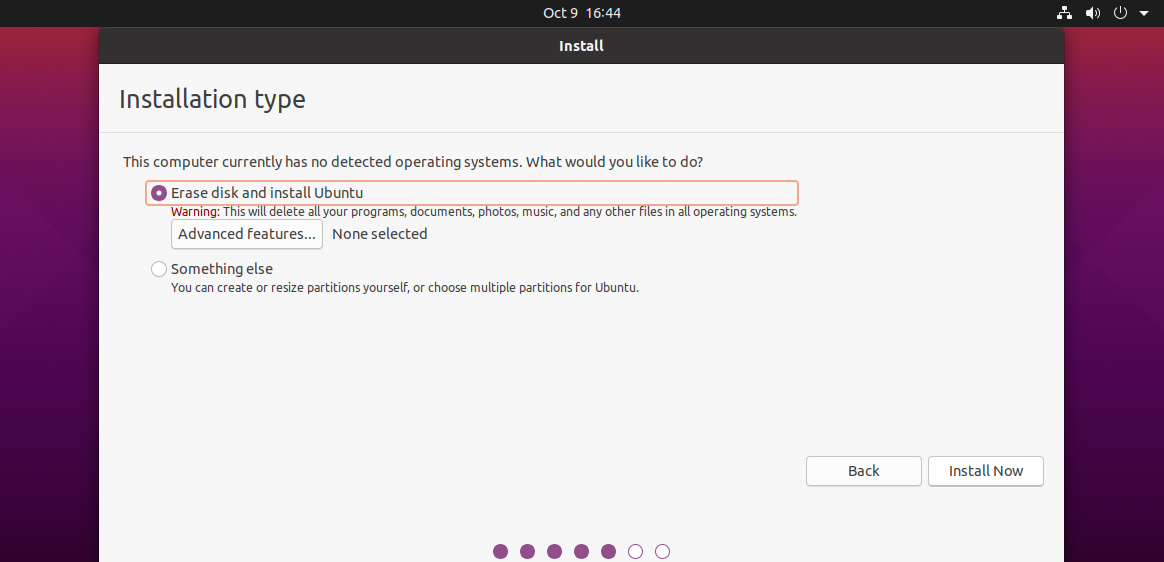 Oct 9 16:44
Install
Installation type
This computer currently has no detected operating systems. What would you like to do?
Erase disk and install Ubuntu
Warning: This will delete all your programs, documents, photos, music, and any other files in all operating systems.
Advanced features... None selected
Something else
You can create or resize partitions yourself, or choose multiple partitions for Ubuntu.
Back Install Now